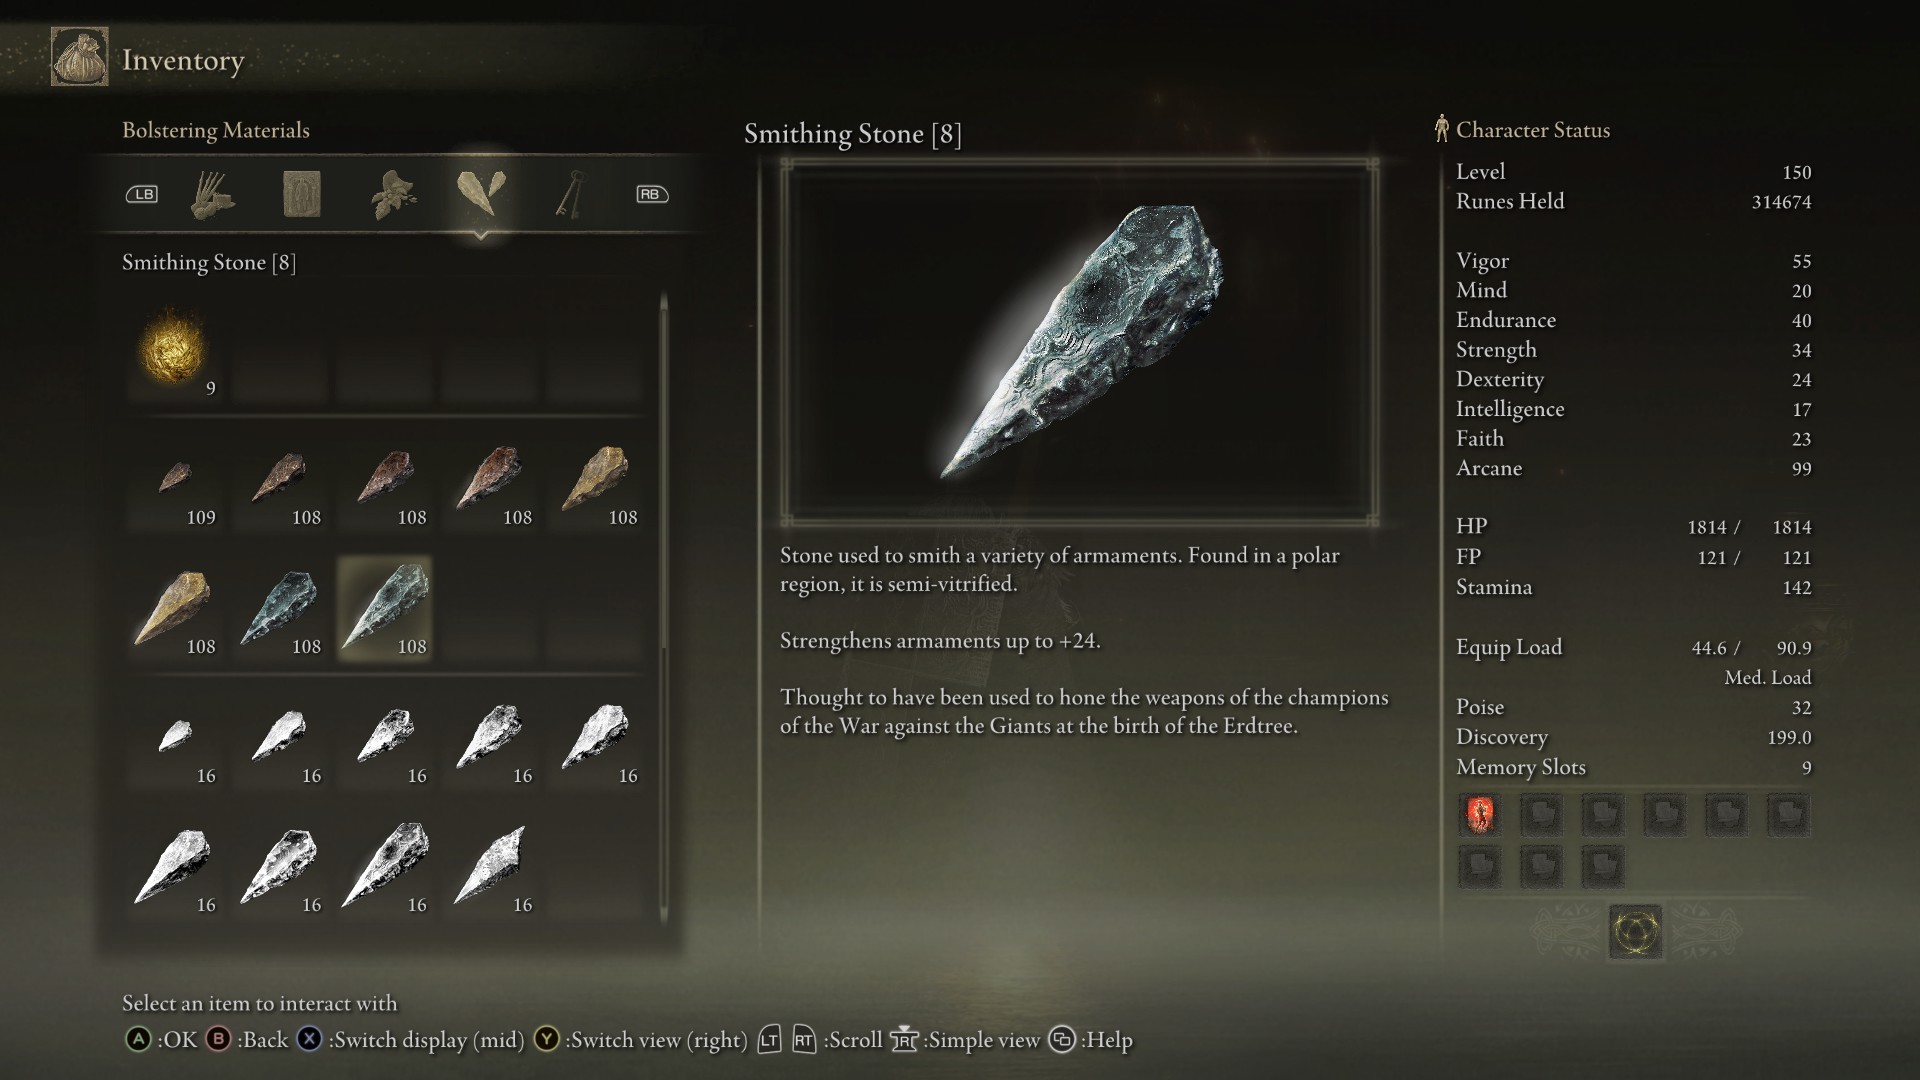 Inventory
Bolstering Materials
LB
RB
Smithing Stone [8]
9
109 108 108 108 108
108 108 108
16 16 16 16 16
16 16 16 16
Smithing Stone [8]
Stone used to smith a variety of armaments. Found in a polar
region, it is semi-vitrified.
Strengthens armaments up to +24.
Thought to have been used to hone the weapons of the champions
of the War against the Giants at the birth of the Erdtree.
Character Status
Level 150
Runes Held 314674
Vigor 55
Mind 20
Endurance 40
Strength 34
Dexterity 24
Intelligence 17
Faith 23
Arcane 99
HP 1814 / 1814
FP 121 / 121
Stamina 142
Equip Load 44.6 / 90.9
Med. Load
Poise 32
Discovery 199.0
Memory Slots 9
Select an item to interact with
A :OK B :Back X :Switch display (mid) Y :Switch view (right) LT RT :Scroll R :Simple view :Help